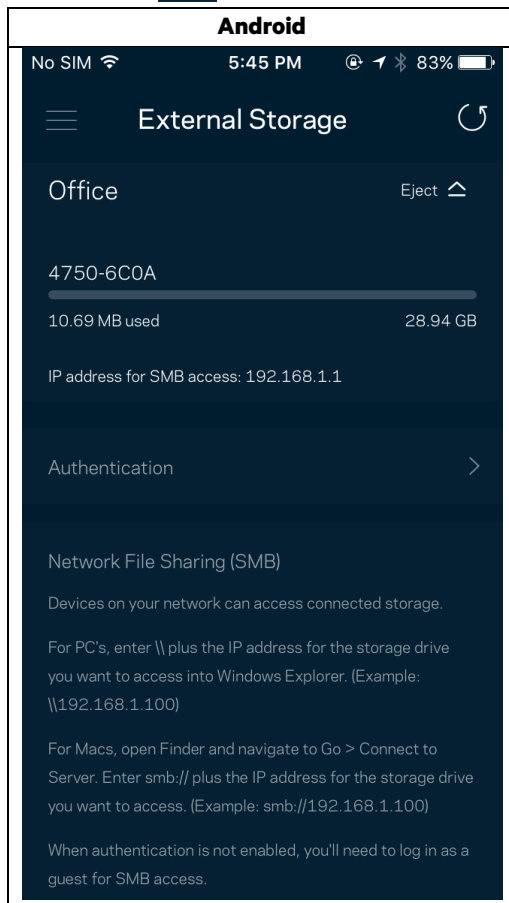 Android
No SIM 5:45 PM 83%
External Storage
Office Eject
4750-6C0A
10.69 MB used 28.94 GB
IP address for SMB access: 192.168.1.1
Authentication
Network File Sharing (SMB)
Devices on your network can access connected storage.
For PC's, enter \\ plus the IP address for the storage drive
you want to access into Windows Explorer. (Example:
\\192.168.1.100)
For Macs, open Finder and navigate to Go > Connect to
Server. Enter smb:// plus the IP address for the storage drive
you want to access. (Example: smb://192.168.1.100)
When authentication is not enabled, you'll need to log in as a
guest for SMB access.